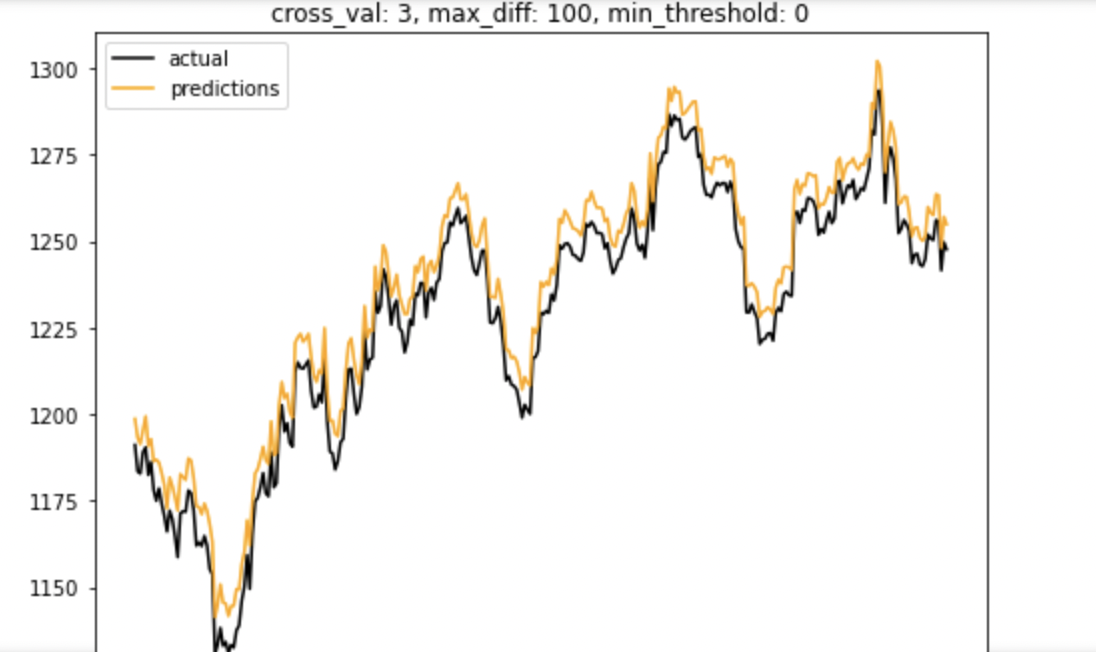 cross_val: 3, max_diff: 100, min_threshold: 0
actual
predictions
1300
1275
1250
1225
1200
1175
1150